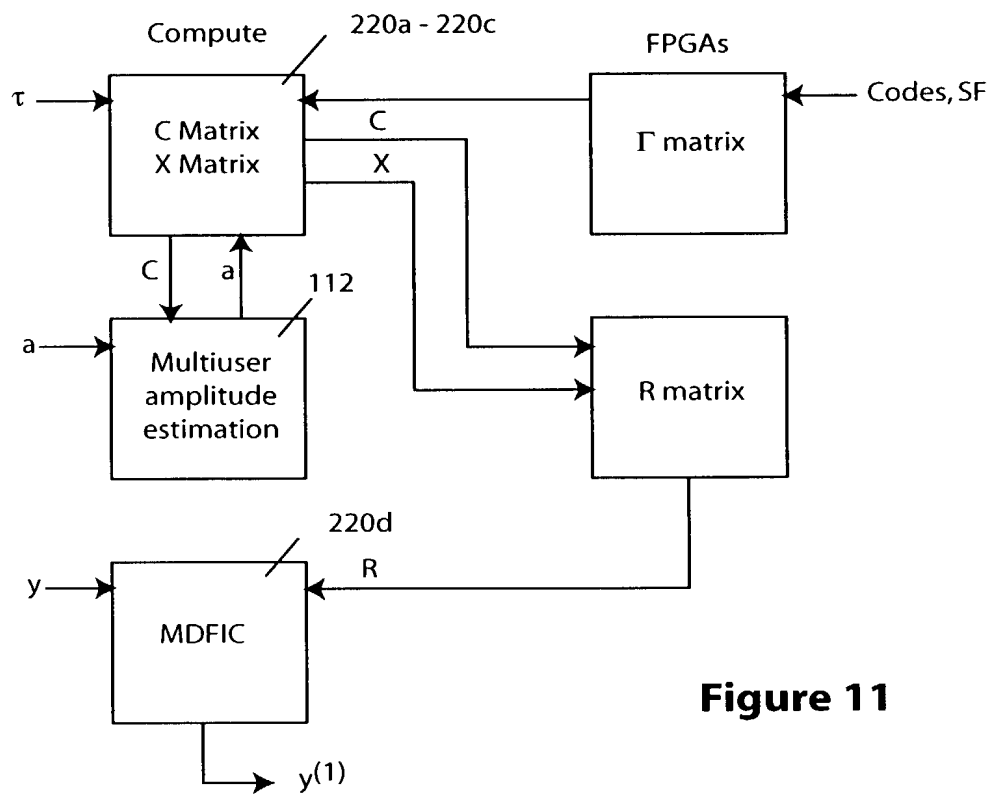 Compute
220a - 220c
FPGAs
τ
C Matrix
X Matrix
C
X
Γ matrix
Codes, SF
C
a
112
a
Multiuser
amplitude
estimation
R matrix
220d
y
R
MDFIC
y(1)
Figure 11